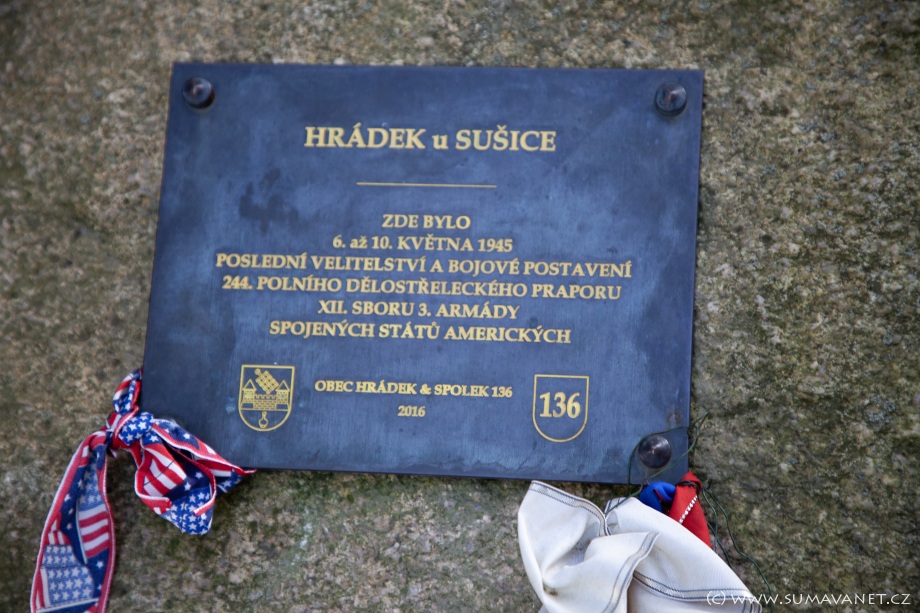 HRÁDEK u SUŠICE
ZDE BYLO
6. až 10. KVĚTNA 1945
POSLEDNÍ VELITELSTVÍ A BOJOVÉ POSTAVENÍ
244. POLNÍHO DĚLOSTŘELECKÉHO PRAPORU
XII. SBORU 3. ARMÁDY
SPOJENÝCH STÁTŮ AMERICKÝCH
OBEC HRÁDEK & SPOLEK 136
2016
136
(C) WWW.SUMAVANET.CZ